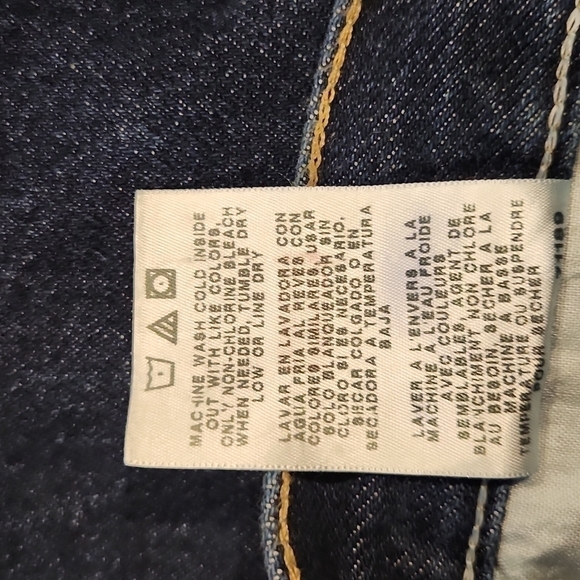 MACHINE WASH COLD INSIDE
OUT WITH LIKE COLORS,
ONLY NON-CHLORINE BLEACH
WHEN NEEDED, TUMBLE DRY
LOW OR LINE DRY
LAVAR EN LAVADORA CON
AGUA FRIA AL REVES CON
COLORES SIMILARES, USAR
SOLO BLANQUEADOR SIN
CLORO SI ES NECESARIO,
SECAR COLGADO O EN
SECADORA A TEMPERATURA
BAJA
LAVER A L'ENVERS A LA
MACHINE A L'EAU FROIDE
AVEC COULEURS
SEMBLABLES AGENT DE
BLANCHIMENT NON CHLORE
AU BESOIN, SECHER A LA
MACHINE A BASSE
TEMPERATURE OU SUSPENDRE
POUR SECHER